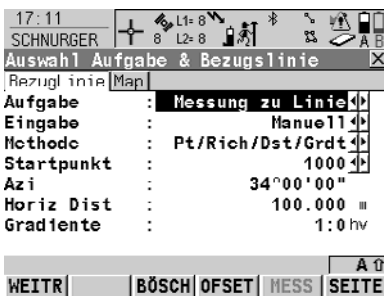 17:11 L1= 8
SCHNURGER 8 L2= 8 A B
Auswahl Aufgabe & Bezugslinie X
BezugLinie Map
Aufgabe : Messung zu Linie
Eingabe : Manuell
Methode : Pt/Rich/Dst/Grdt
Startpunkt : 1000
Azi : 34°00'00"
Horiz Dist : 100.000 m
Gradiente : 1:0 hv
A
WEITR BÖSCH OFSET MESS SEITE